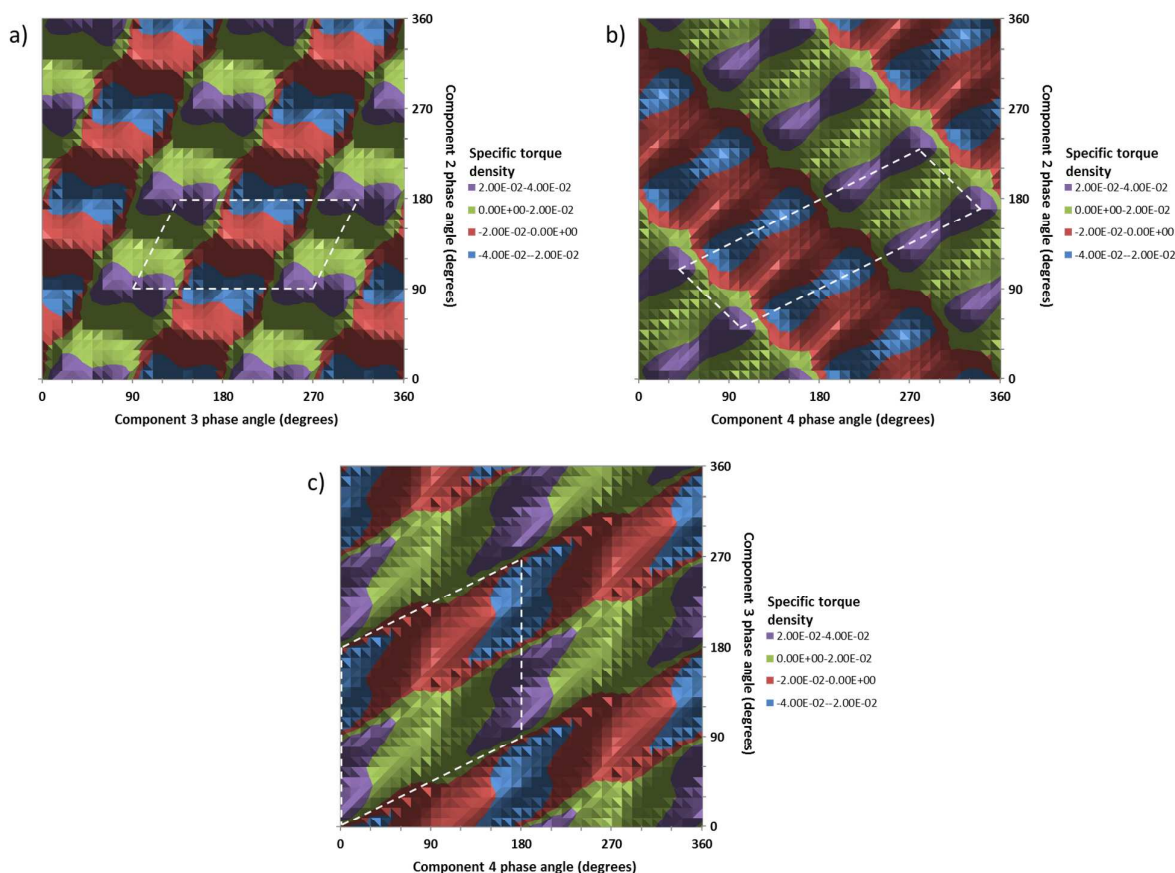 a)
360
270
180
90
0
Component 2 phase angle (degrees)
0 90 180 270 360
Component 3 phase angle (degrees)
Specific torque
density
2.00E-02-4.00E-02
0.00E+00-2.00E-02
-2.00E-02-0.00E+00
-4.00E-02--2.00E-02
b)
360
270
180
90
0
Component 2 phase angle (degrees)
0 90 180 270 360
Component 4 phase angle (degrees)
Specific torque
density
2.00E-02-4.00E-02
0.00E+00-2.00E-02
-2.00E-02-0.00E+00
-4.00E-02--2.00E-02
c)
360
270
180
90
0
Component 3 phase angle (degrees)
0 90 180 270 360
Component 4 phase angle (degrees)
Specific torque
density
2.00E-02-4.00E-02
0.00E+00-2.00E-02
-2.00E-02-0.00E+00
-4.00E-02--2.00E-02